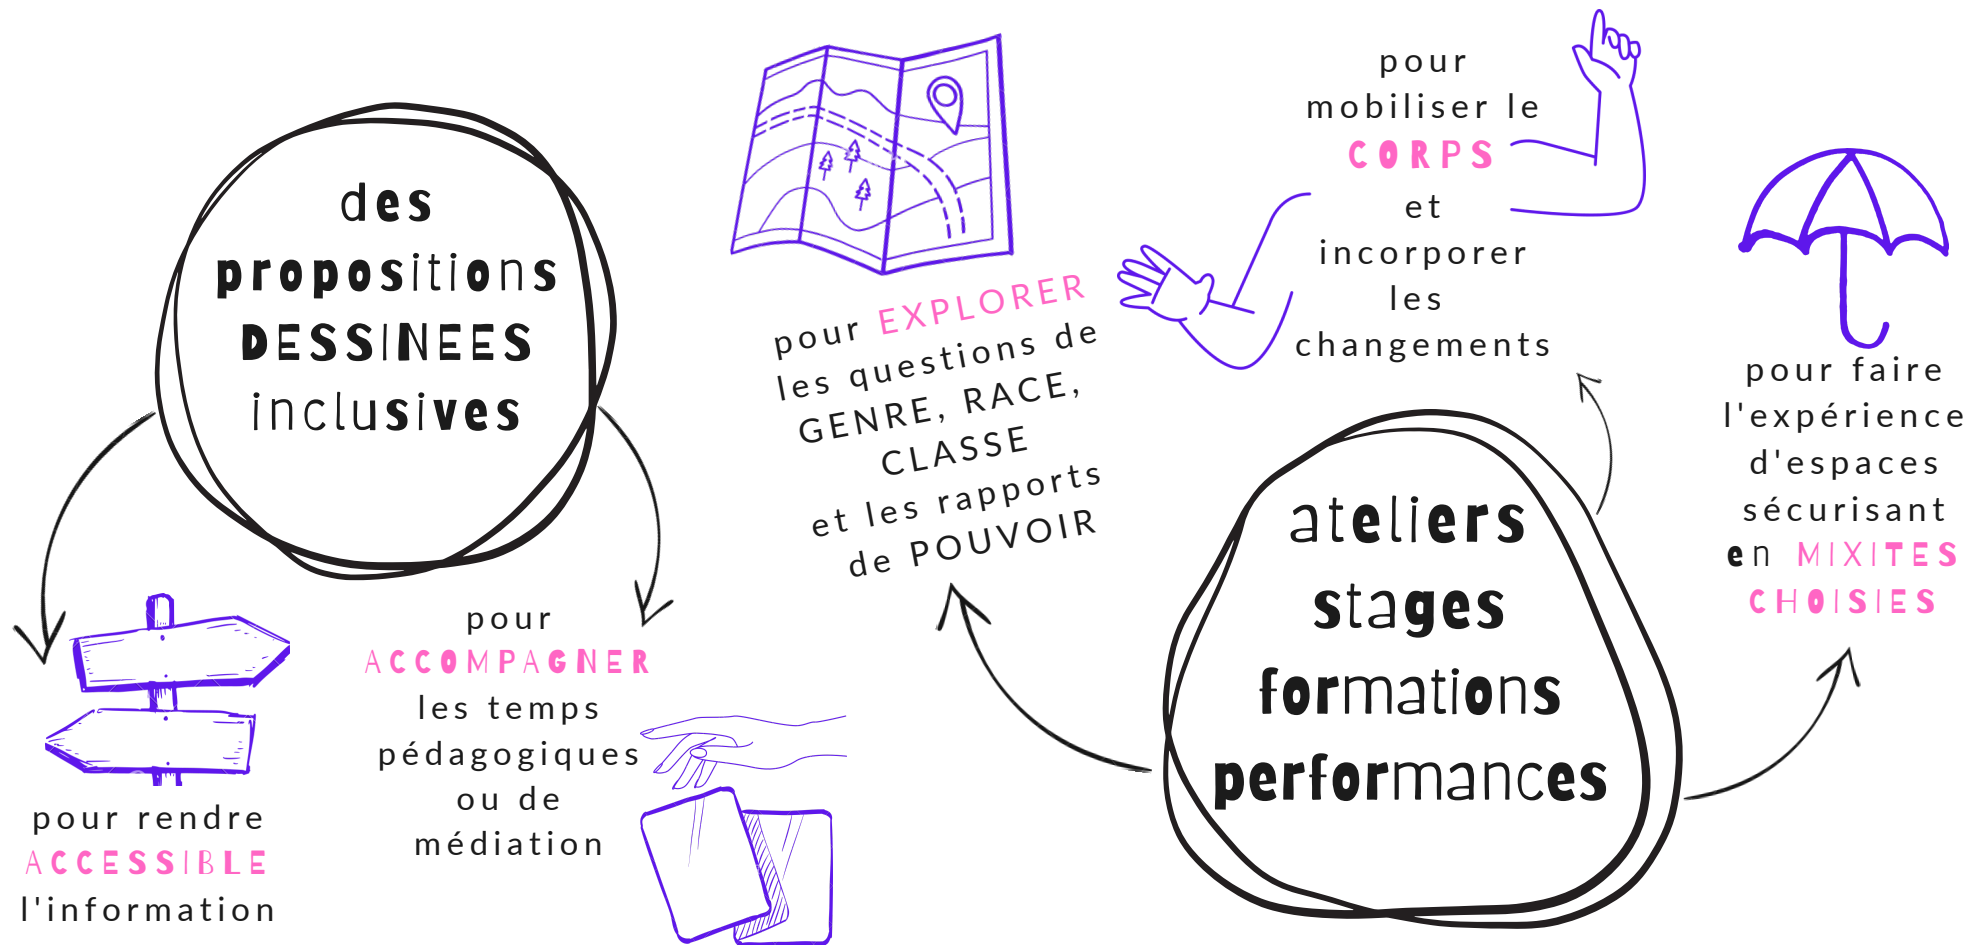 des
propositions
DESSINEES
inclusives
pour rendre
ACCESSIBLE
l'information
pour
ACCOMPAGNER
les temps
pédagogiques
ou de
médiation
pour EXPLORER
les questions de
GENRE, RACE,
CLASSE
et les rapports
de POUVOIR
ateliers
stages
formations
performances
pour
mobiliser le
CORPS
et
incorporer
les
changements
pour faire
l'expérience
d'espaces
sécurisant
en MIXITES
CHOISIES